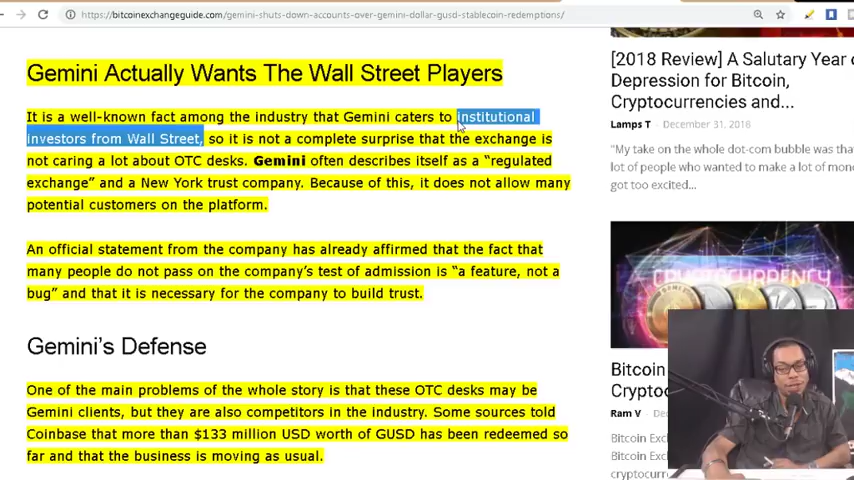 https://bitcoinexchangeguide.com/gemini-shuts-down-accounts-over-gemini-dollar-gusd-stablecoin-redemptions/
Gemini Actually Wants The Wall Street Players
It is a well-known fact among the industry that Gemini caters to institutional
investors from Wall Street, so it is not a complete surprise that the exchange is
not caring a lot about OTC desks. Gemini often describes itself as a “regulated
exchange” and a New York trust company. Because of this, it does not allow many
potential customers on the platform.
An official statement from the company has already affirmed that the fact that
many people do not pass on the company’s test of admission is “a feature, not a
bug” and that it is necessary for the company to build trust.
Gemini’s Defense
One of the main problems of the whole story is that these OTC desks may be
Gemini clients, but they are also competitors in the industry. Some sources told
Coinbase that more than $133 million USD worth of GUSD has been redeemed so
far and that the business is moving as usual.
[2018 Review] A Salutary Year of
Depression for Bitcoin,
Cryptocurrencies and...
Lamps T - December 31, 2018
"My take on the whole dot-com bubble was that
lot of people who wanted to make a lot of mone
got too excited...
CRYPTOCURRENCY
Bitcoin
Cryptoc
Ram V - Dec
Bitcoin Exc
Bitcoin Exc
cryptocurr